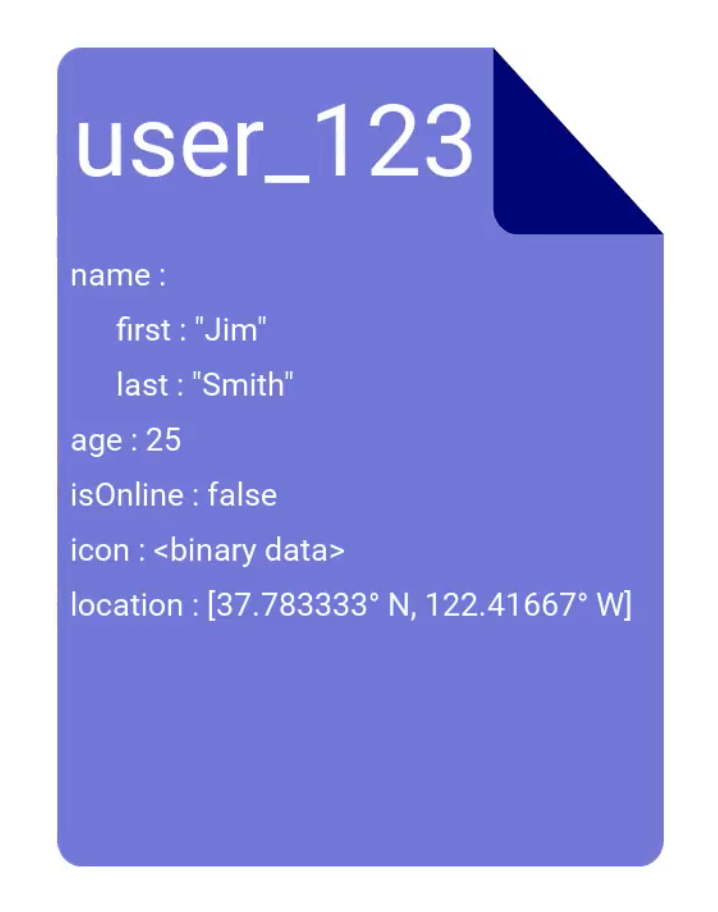 user_123
name :
first : "Jim"
last : "Smith"
age : 25
isOnline : false
icon : <binary data>
location : [37.783333° N, 122.41667° W]